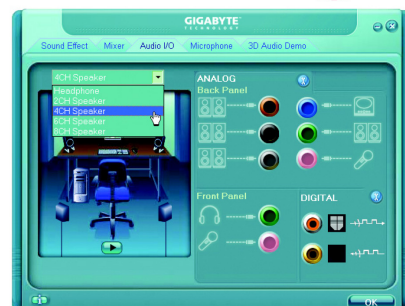 GIGABYTE
TECHNOLOGY
Sound Effect Mixer Audio I/O Microphone 3D Audio Demo
4CH Speaker
Headphone
2CH Speaker
4CH Speaker
6CH Speaker
8CH Speaker
ANALOG
Back Panel
Front Panel
DIGITAL
OK